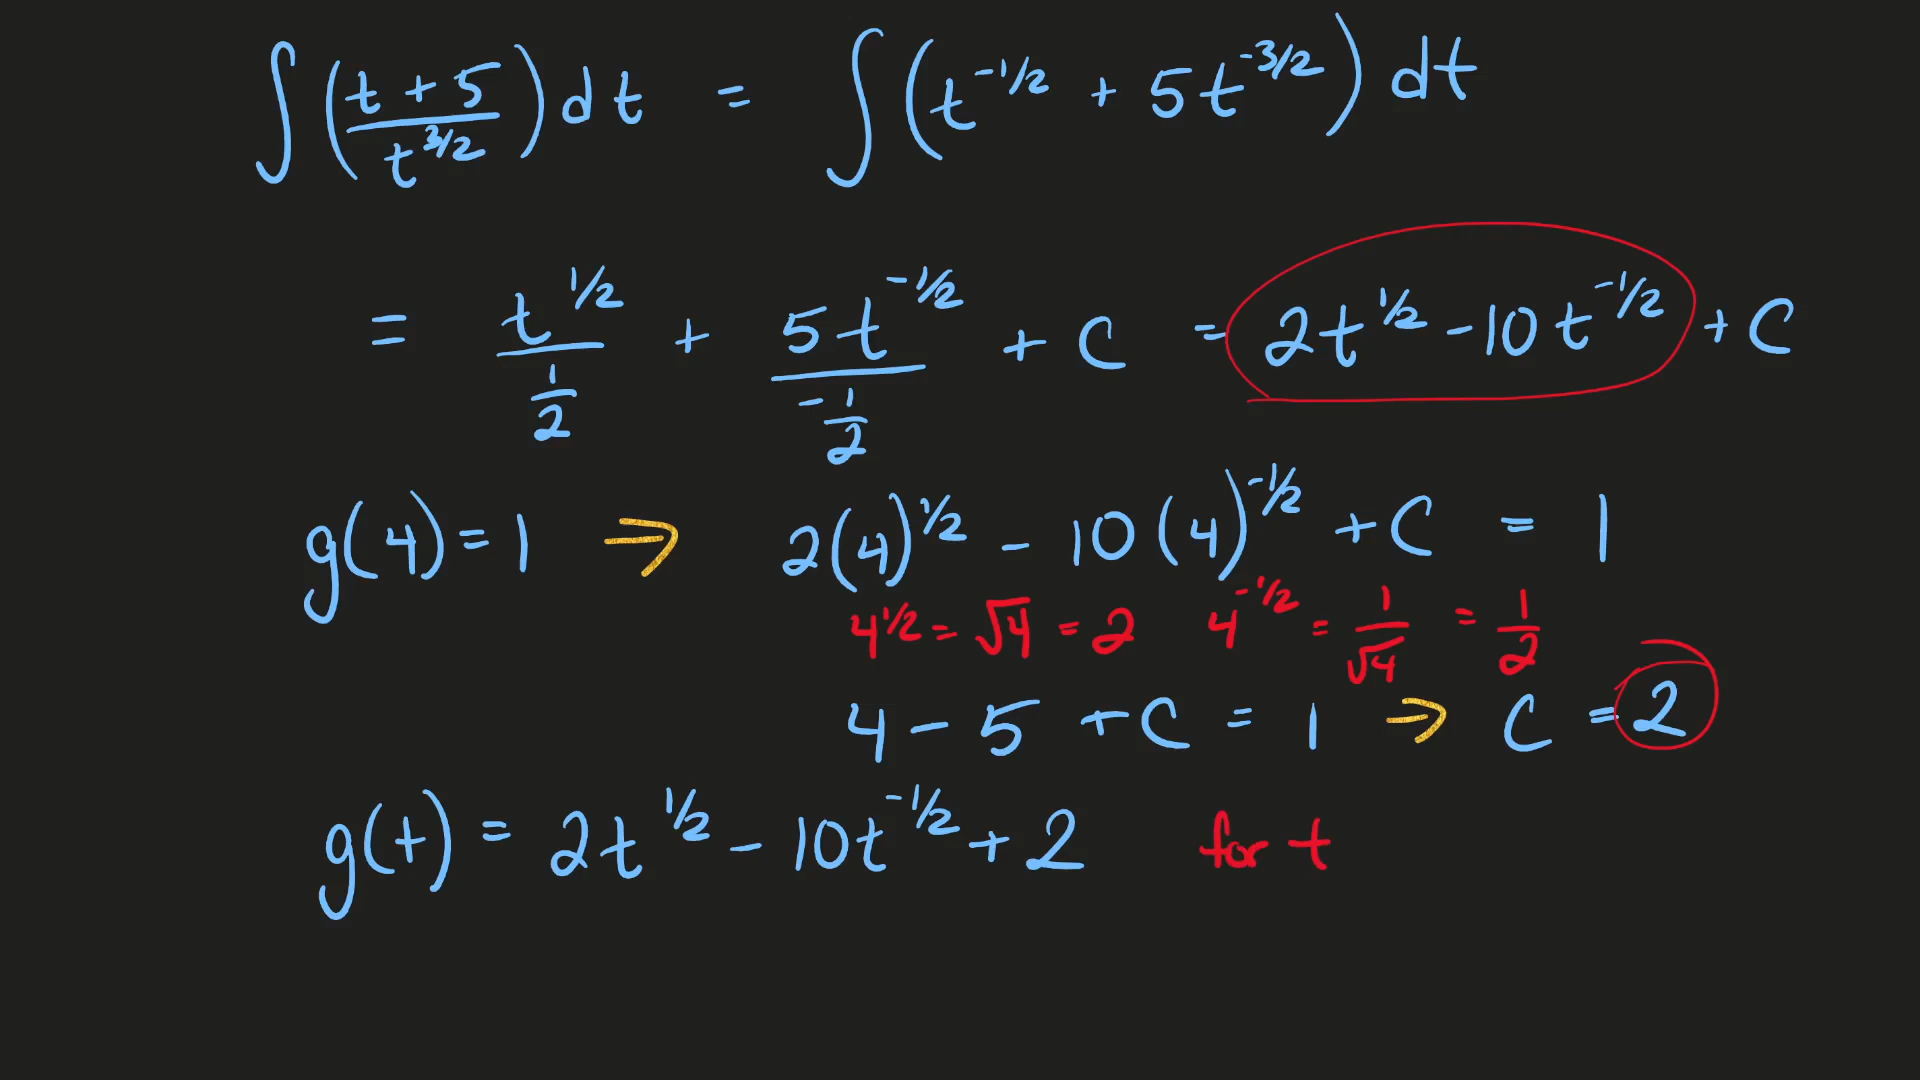 ∫ ( (t + 5) / t^(3/2) ) dt = ∫ ( t^(-1/2) + 5t^(-3/2) ) dt
= t^(1/2) / (1/2) + 5t^(-1/2) / (-1/2) + C = 2t^(1/2) - 10t^(-1/2) + C
g(4) = 1 → 2(4)^(1/2) - 10(4)^(-1/2) + C = 1
4^(1/2) = √4 = 2 4^(-1/2) = 1/√4 = 1/2
4 - 5 + C = 1 → C = 2
g(t) = 2t^(1/2) - 10t^(-1/2) + 2 for t